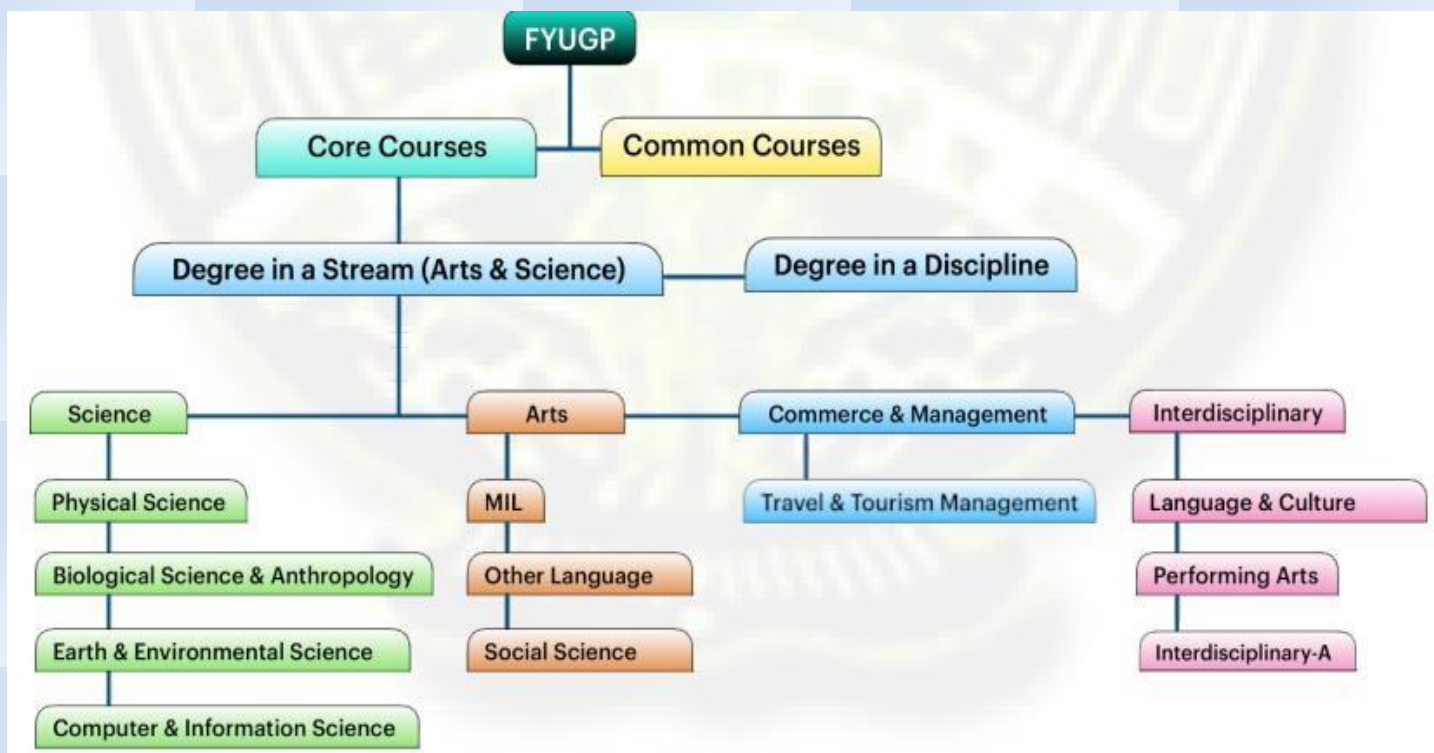 FYUGP
Core Courses
Common Courses
Degree in a Stream (Arts & Science)
Degree in a Discipline
Science
Arts
Commerce & Management
Interdisciplinary
Physical Science
MIL
Travel & Tourism Management
Language & Culture
Biological Science & Anthropology
Other Language
Performing Arts
Earth & Environmental Science
Social Science
Interdisciplinary-A
Computer & Information Science